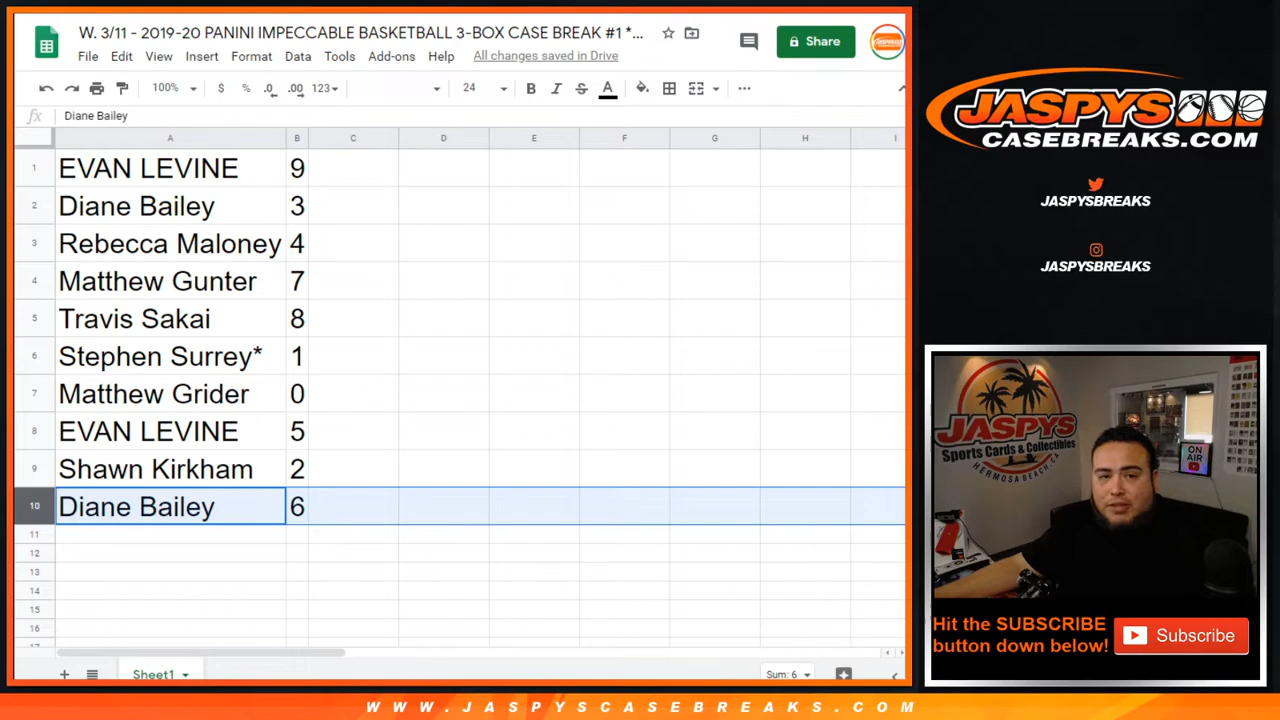 W. 3/11 - 2019-20 PANINI IMPECCABLE BASKETBALL 3-BOX CASE BREAK #1 *...
Share
File Edit View Insert Format Data Tools Add-ons Help All changes saved in Drive
100% $ % .0 .00 123 24 B I S A
fx Diane Bailey
A B C D E F G H I
1 EVAN LEVINE 9
2 Diane Bailey 3
3 Rebecca Maloney 4
4 Matthew Gunter 7
5 Travis Sakai 8
6 Stephen Surrey* 1
7 Matthew Grider 0
8 EVAN LEVINE 5
9 Shawn Kirkham 2
10 Diane Bailey 6
11
12
13
14
15
16
17
Sheet1
Sum: 6
JASPYS
CASEBREAKS.COM
JASPYSBREAKS
JASPYSBREAKS
JASPYS
Sports Cards & Collectibles
HERMOSA BEACH, CA
ON AIR
Hit the SUBSCRIBE
button down below!
Subscribe
WWW.JASPYSCASEBREAKS.COM